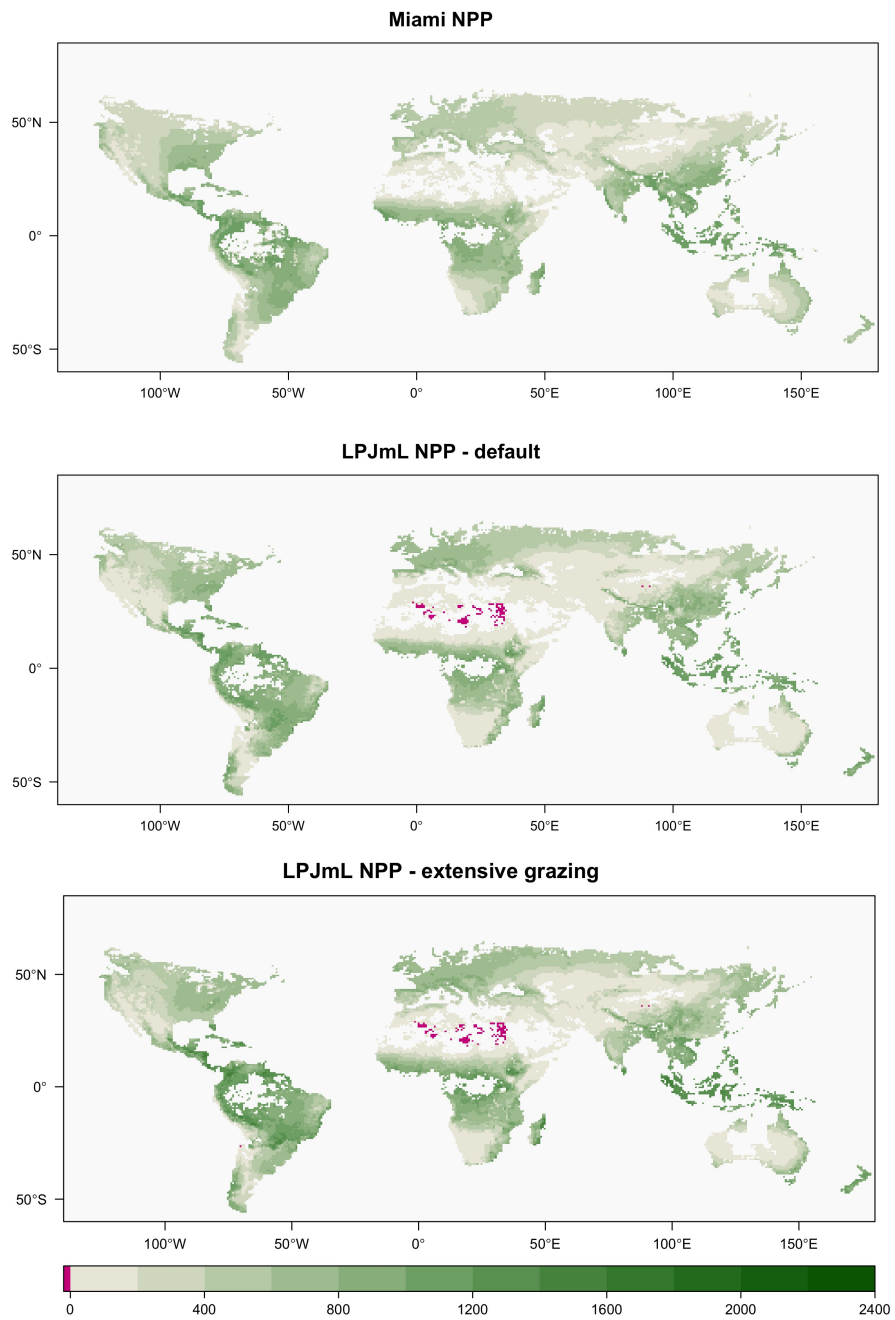 Miami NPP
50°N
0°
50°S
100°W 50°W 0° 50°E 100°E 150°E
LPJmL NPP - default
50°N
0°
50°S
100°W 50°W 0° 50°E 100°E 150°E
LPJmL NPP - extensive grazing
50°N
0°
50°S
100°W 50°W 0° 50°E 100°E 150°E
0 400 800 1200 1600 2000 2400